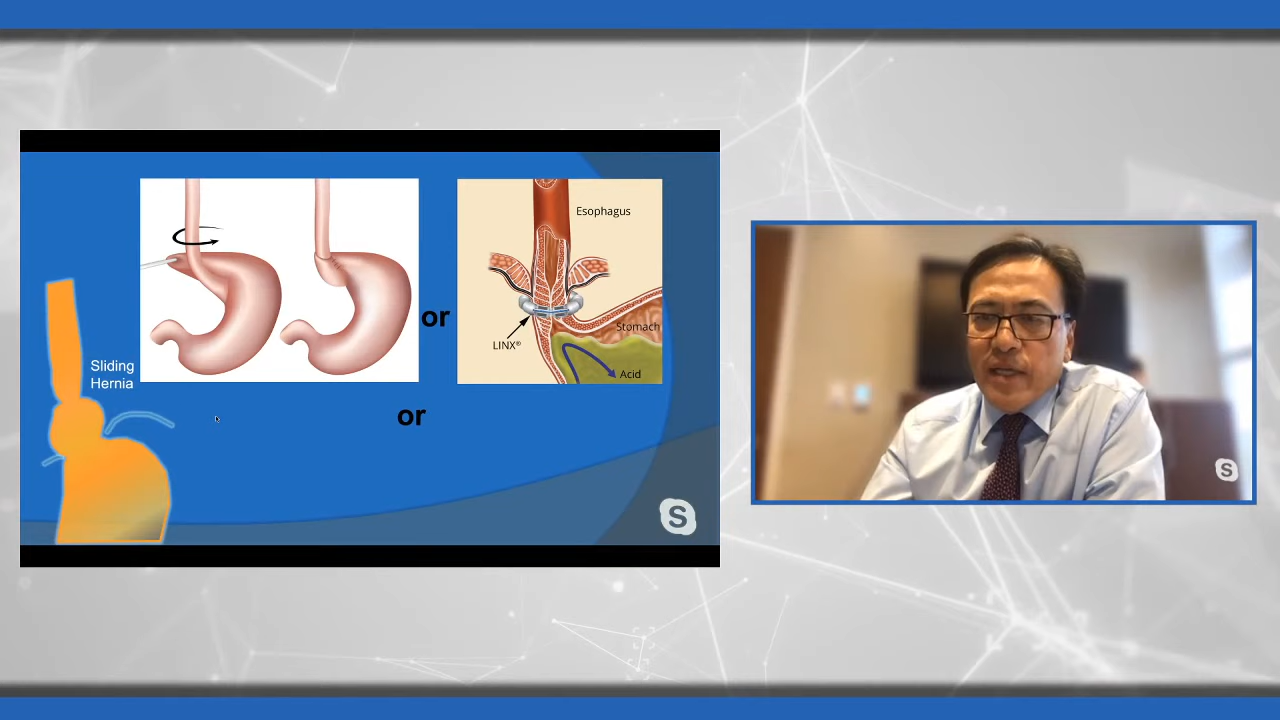 Esophagus
or
Stomach
LINX®
Sliding
Hernia
Acid
or
S
S